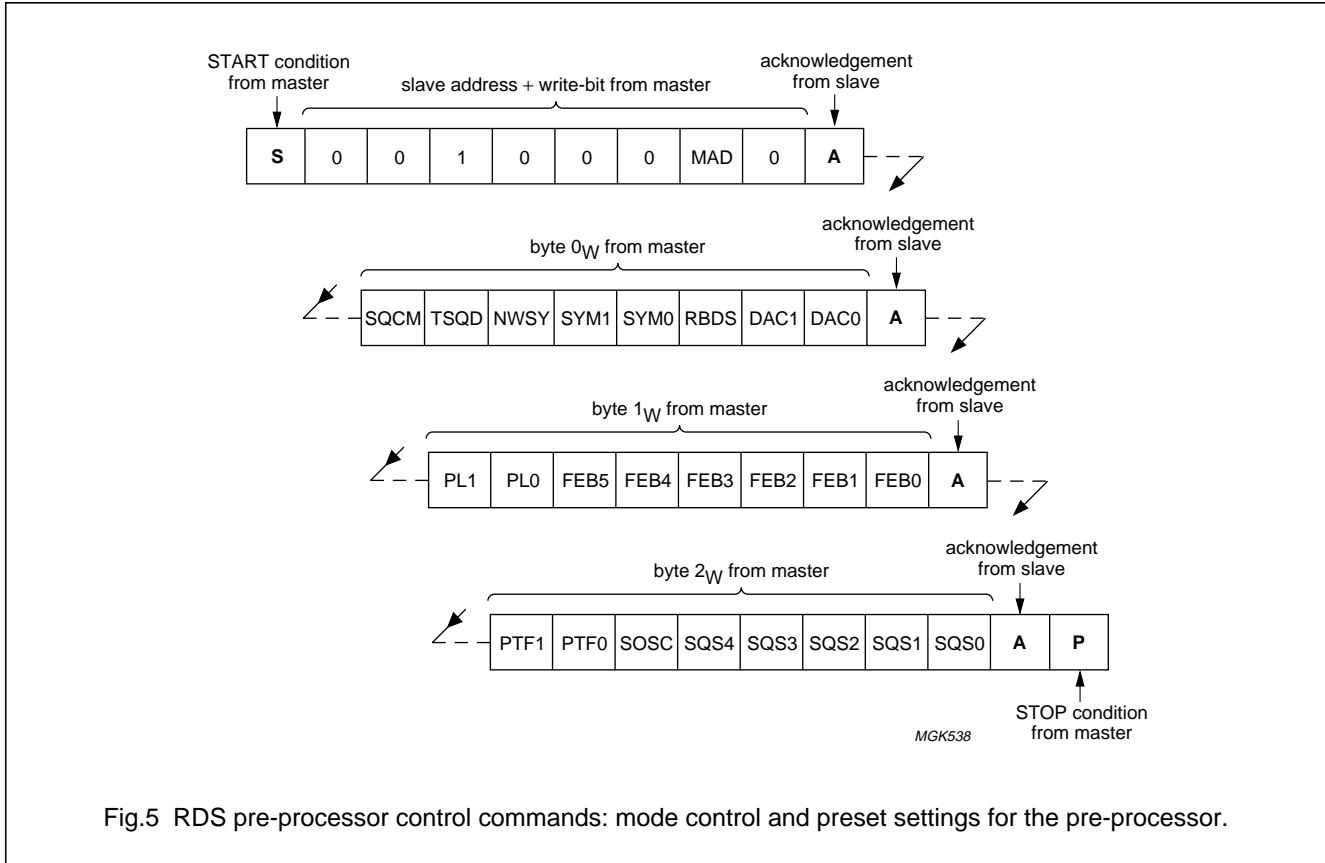 START condition
from master
slave address + write-bit from master
acknowledgement
from slave
S 0 0 1 0 0 0 MAD 0 A
byte 0W from master
acknowledgement
from slave
SQCM TSQD NWSY SYM1 SYM0 RBDS DAC1 DAC0 A
byte 1W from master
acknowledgement
from slave
PL1 PL0 FEB5 FEB4 FEB3 FEB2 FEB1 FEB0 A
byte 2W from master
acknowledgement
from slave
PTF1 PTF0 SOSC SQS4 SQS3 SQS2 SQS1 SQS0 A P
STOP condition
from master
MGK538
Fig.5 RDS pre-processor control commands: mode control and preset settings for the pre-processor.